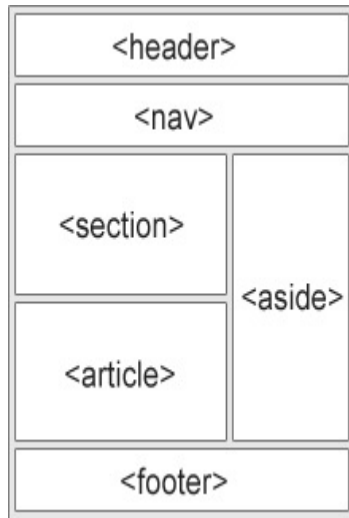 <header>
<nav>
<section>
<aside>
<article>
<footer>